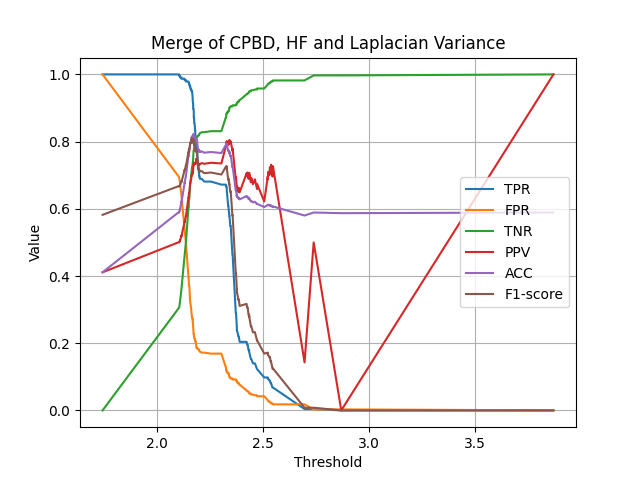 Merge of CPBD, HF and Laplacian Variance
1.0
0.8
0.6
0.4
0.2
0.0
Value
2.0 2.5 3.0 3.5
Threshold
TPR
FPR
TNR
PPV
ACC
F1-score